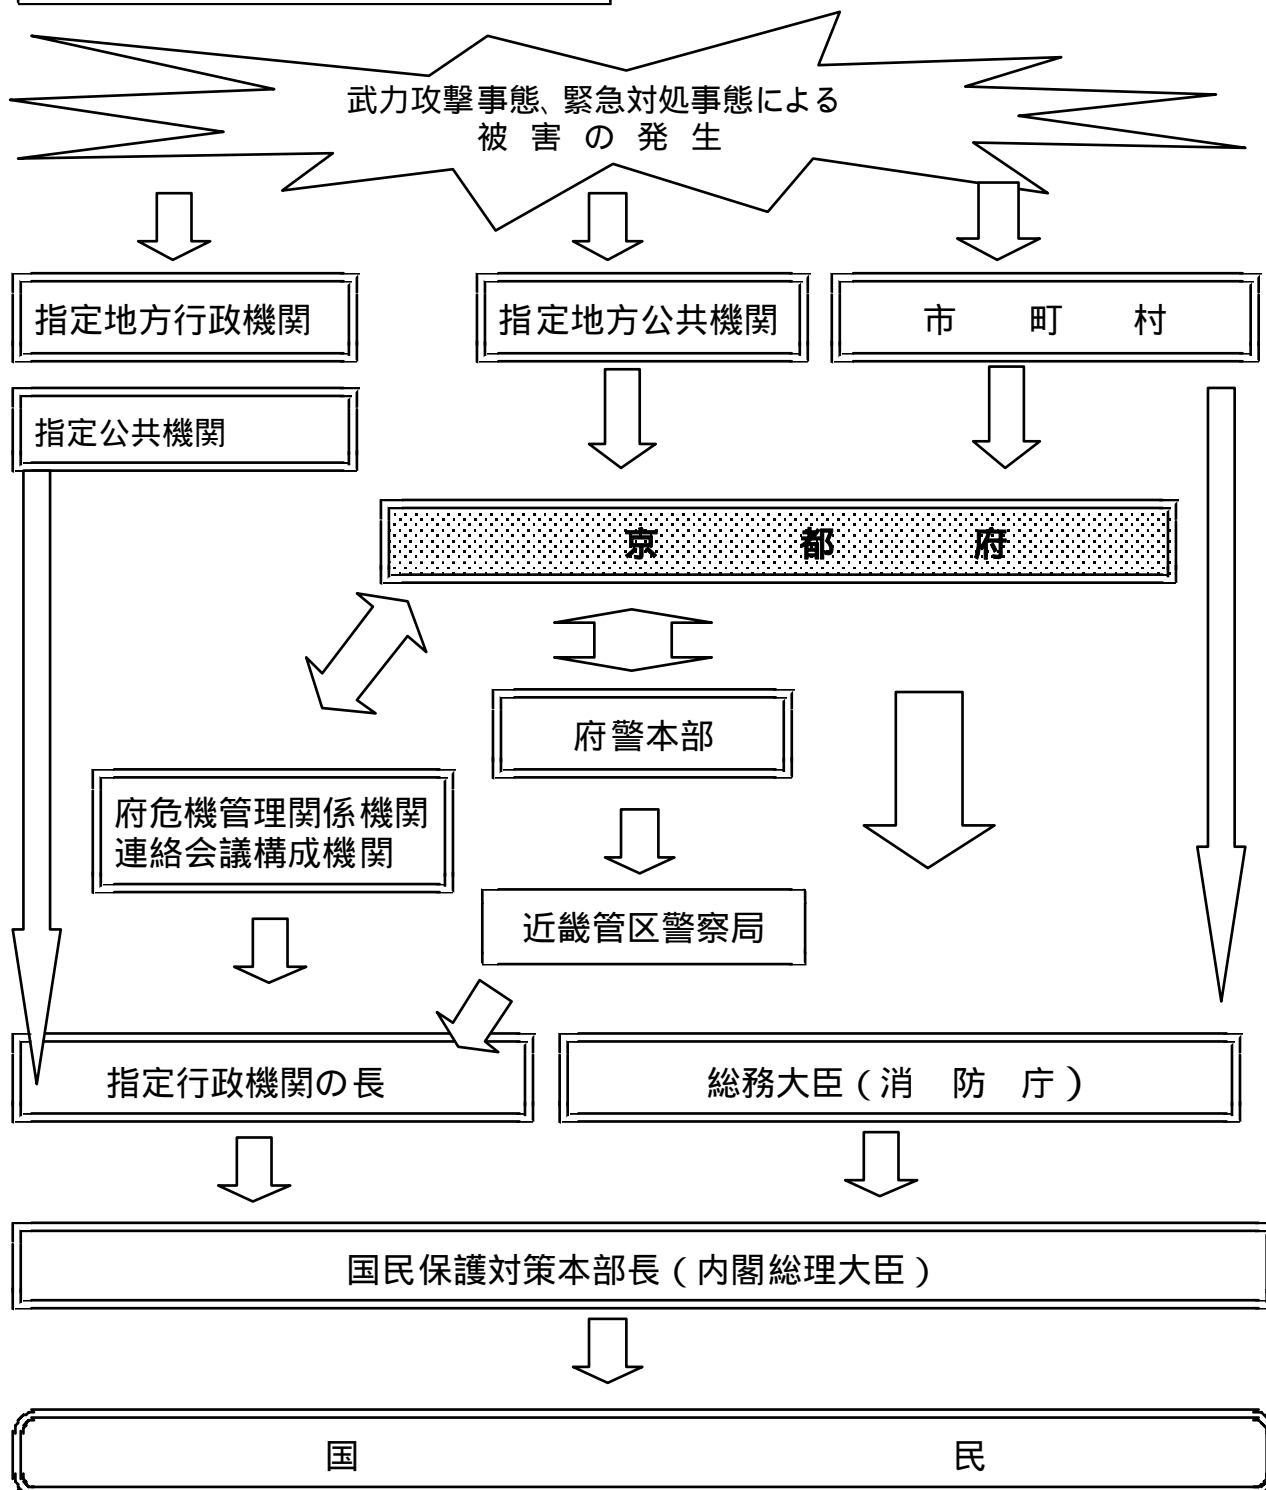 武力攻撃事態、緊急対処事態による
被害の発生
指定地方行政機関
指定地方公共機関
市町村
指定公共機関
京都府
府警本部
府危機管理関係機関
連絡会議構成機関
近畿管区警察局
指定行政機関の長
総務大臣(消防庁)
国民保護対策本部長(内閣総理大臣)
国民